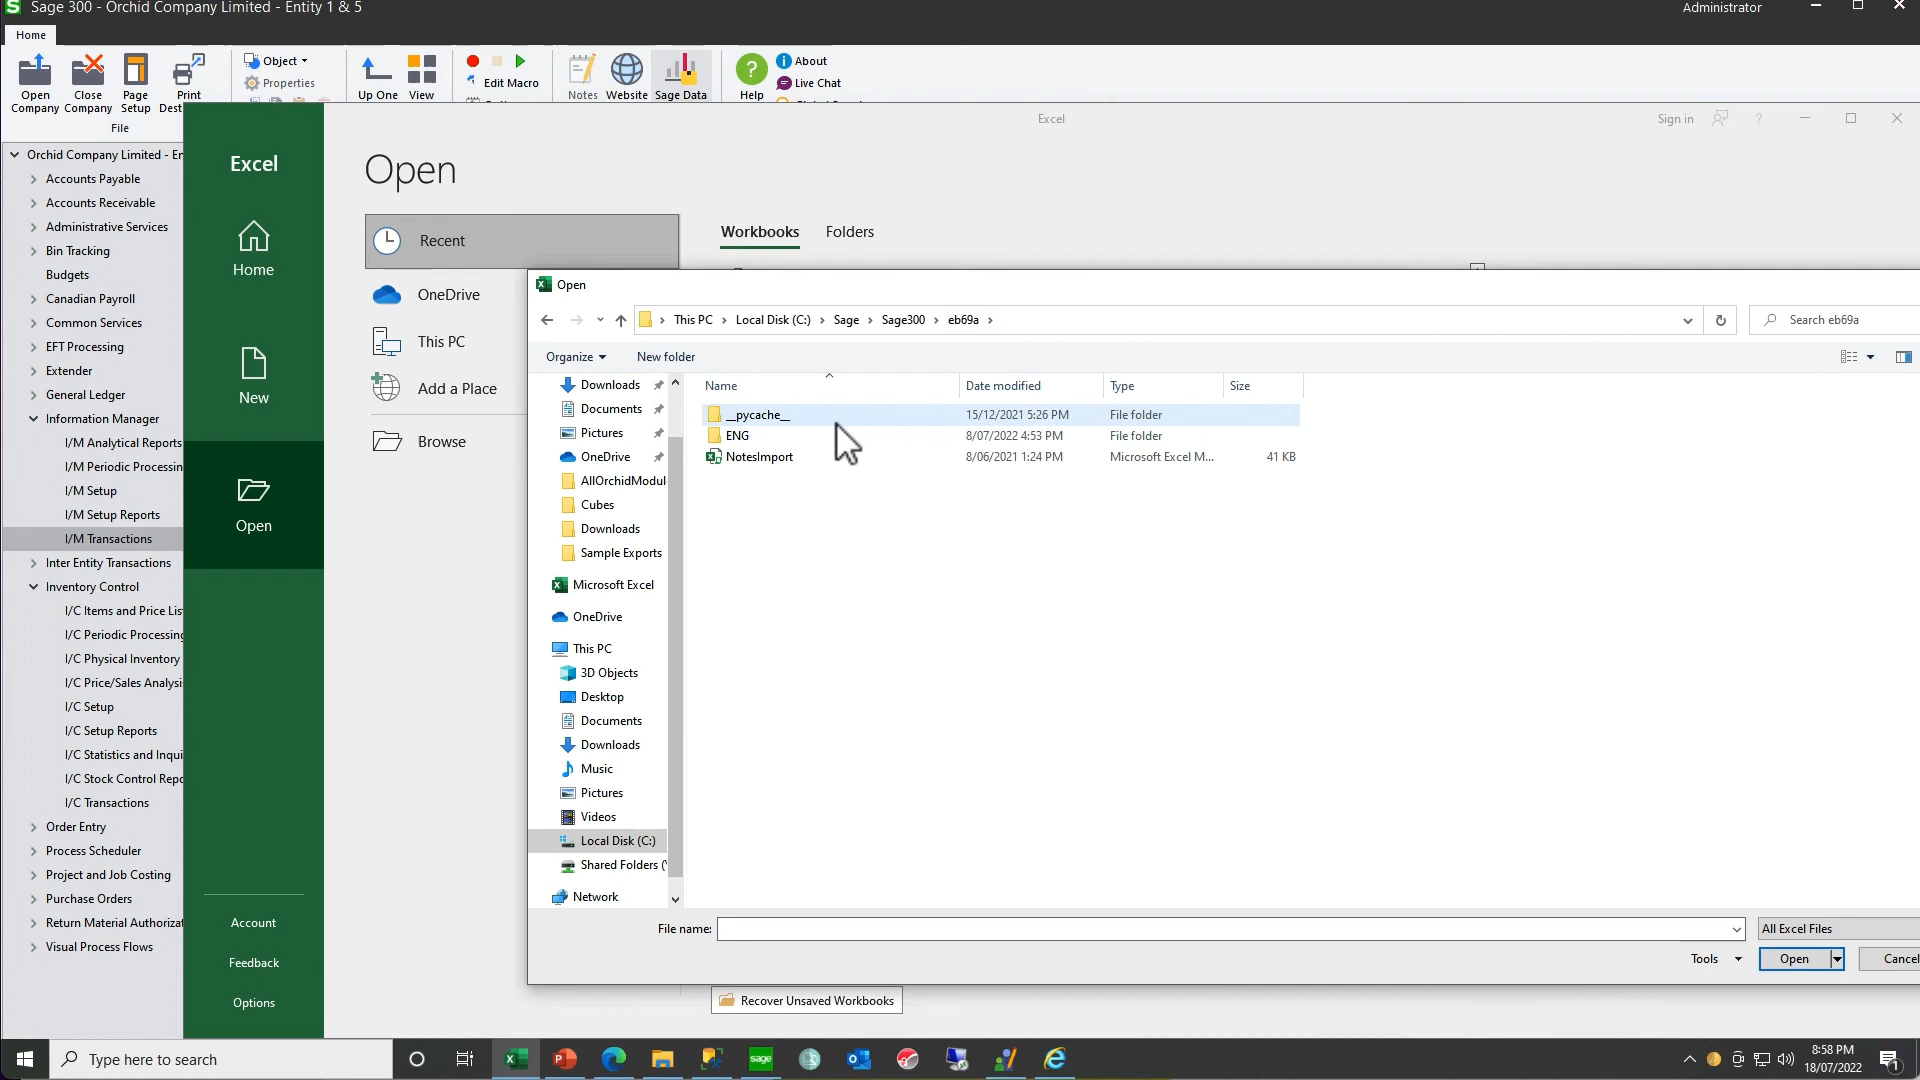 Sage 300 - Orchid Company Limited - Entity 1 & 5
Administrator
Home
Open Company
Close Company
Page Setup
Print
Object
Properties
Up One
View
Edit Macro
Notes
Website
Sage Data
Help
About
Live Chat
File
Orchid Company Limited - En
Accounts Payable
Accounts Receivable
Administrative Services
Bin Tracking
Budgets
Canadian Payroll
Common Services
EFT Processing
Extender
General Ledger
Information Manager
I/M Analytical Reports
I/M Periodic Processin
I/M Setup
I/M Setup Reports
I/M Transactions
Inter Entity Transactions
Inventory Control
I/C Items and Price Lis
I/C Periodic Processing
I/C Physical Inventory
I/C Price/Sales Analysi
I/C Setup
I/C Setup Reports
I/C Statistics and Inqui
I/C Stock Control Repo
I/C Transactions
Order Entry
Process Scheduler
Project and Job Costing
Purchase Orders
Return Material Authorizat
Visual Process Flows
Excel
Home
New
Open
Account
Feedback
Options
Excel
Sign in
Open
Recent
OneDrive
This PC
Add a Place
Browse
Workbooks
Folders
Open
This PC > Local Disk (C:) > Sage > Sage300 > eb69a >
Search eb69a
Organize
New folder
Downloads
Documents
Pictures
OneDrive
AllOrchidModul
Cubes
Downloads
Sample Exports
Microsoft Excel
OneDrive
This PC
3D Objects
Desktop
Documents
Downloads
Music
Pictures
Videos
Local Disk (C:)
Shared Folders (
Network
Name Date modified Type Size
__pycache__ 15/12/2021 5:26 PM File folder
ENG 8/07/2022 4:53 PM File folder
NotesImport 8/06/2021 1:24 PM Microsoft Excel M... 41 KB
File name:
All Excel Files
Tools
Open
Cancel
Recover Unsaved Workbooks
Type here to search
sage
8:58 PM
18/07/2022
1